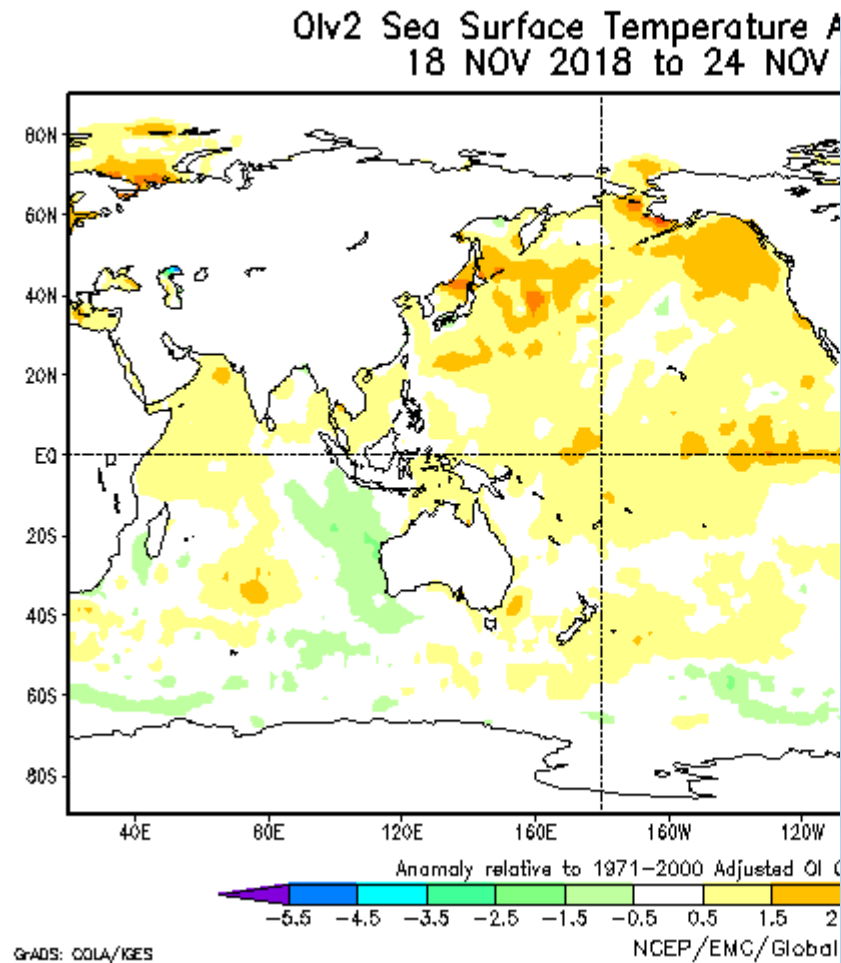 OIv2 Sea Surface Temperature A
18 NOV 2018 to 24 NOV
80N
60N
40N
20N
EQ
20S
40S
60S
80S
40E 80E 120E 160E 160W 120W
Anomaly relative to 1971-2000 Adjusted OI
-5.5 -4.5 -3.5 -2.5 -1.5 -0.5 0.5 1.5 2
NCEP/EMC/Global
GrADS: COLA/IGES